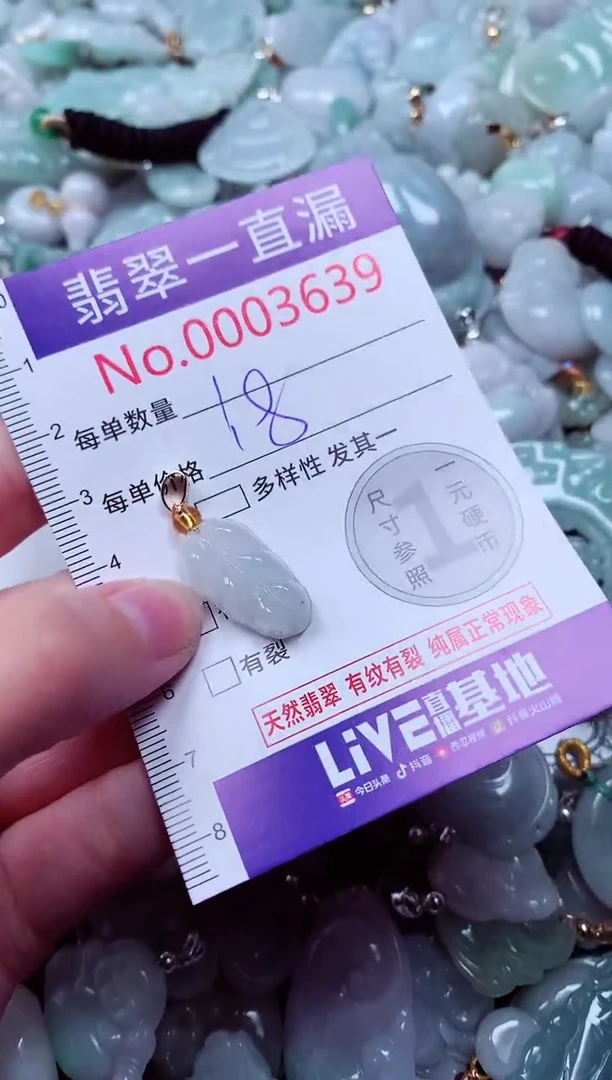 翡翠一直漏
No.0003639
每单数量
18
每单价格
多样性 发其一
尺寸参照
1
一元硬币
有裂
天然翡翠 有纹有裂 纯属正常现象
LiVE直播基地
今日头条 抖音 西瓜视频 抖音火山版
1
2
3
4
6
7
8